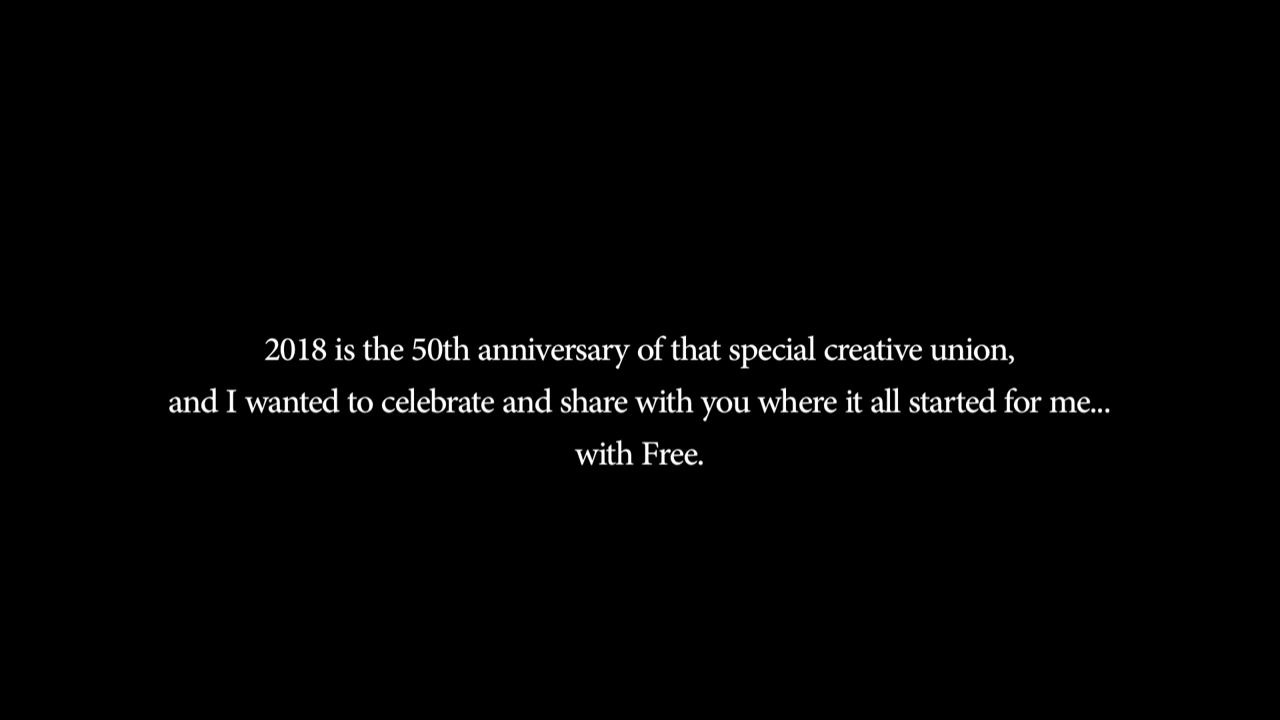 2018 is the 50th anniversary of that special creative union,
and I wanted to celebrate and share with you where it all started for me...
with Free.